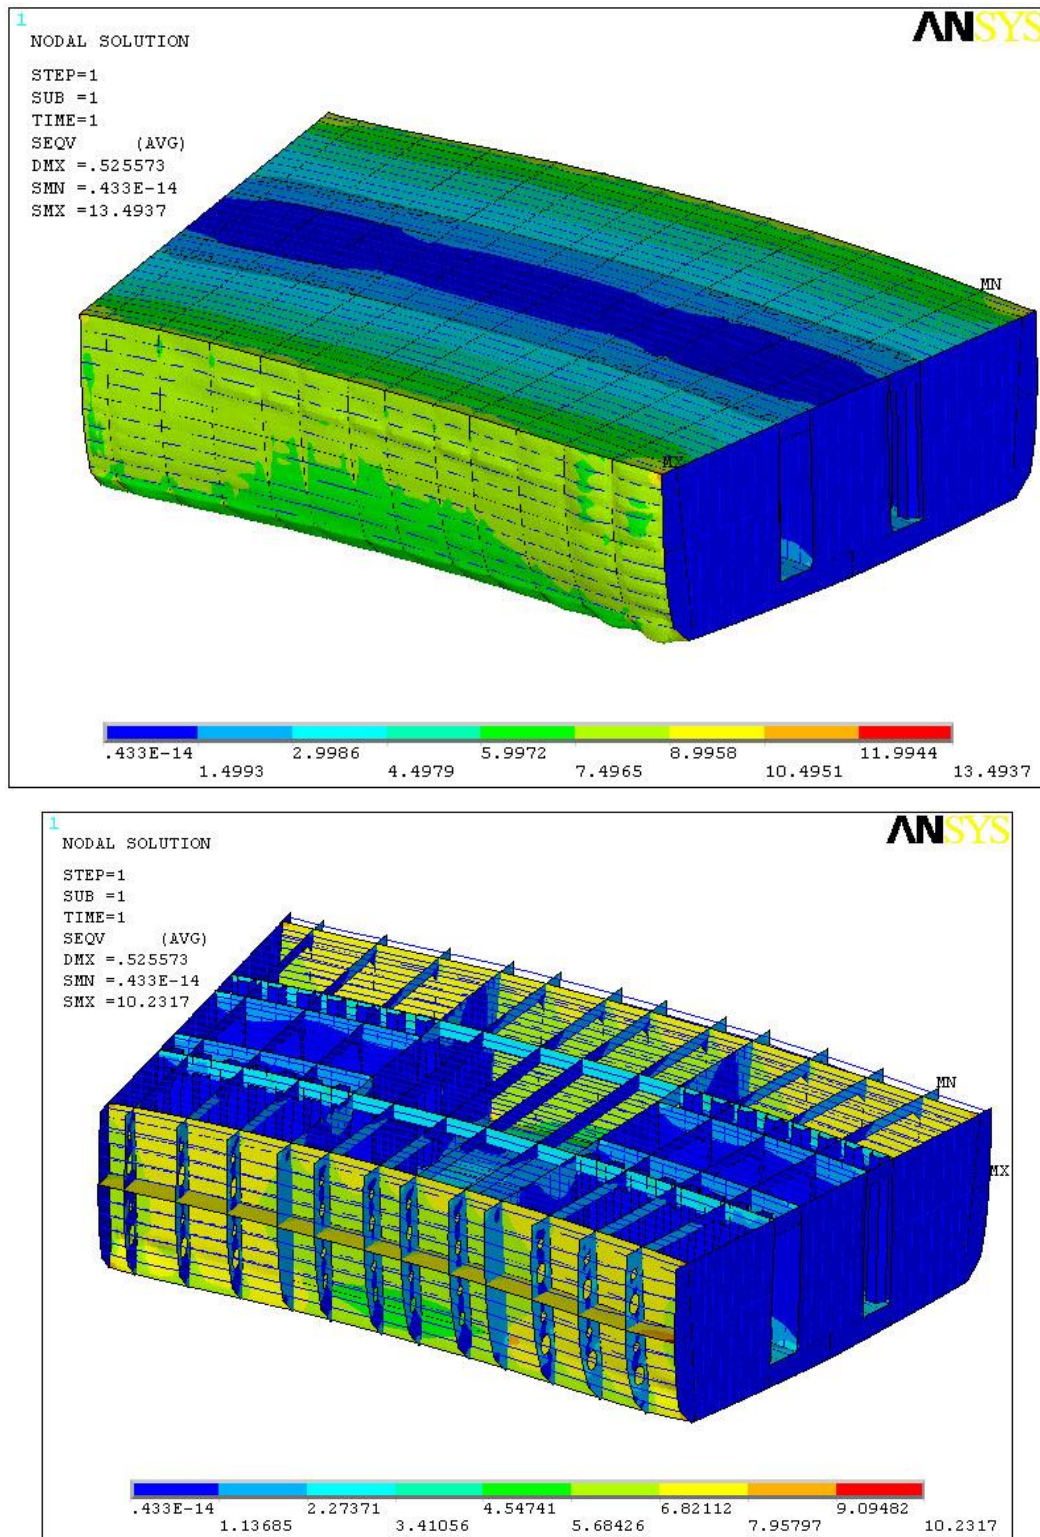 1
ANSYS
NODAL SOLUTION
STEP=1
SUB =1
TIME=1
SEQV (AVG)
DMX =.525573
SMN =.433E-14
SMX =13.4937
MN
MX
.433E-14 2.9986 5.9972 8.9958 11.9944
1.4993 4.4979 7.4965 10.4951 13.4937
1
ANSYS
NODAL SOLUTION
STEP=1
SUB =1
TIME=1
SEQV (AVG)
DMX =.525573
SMN =.433E-14
SMX =10.2317
MN
MX
.433E-14 2.27371 4.54741 6.82112 9.09482
1.13685 3.41056 5.68426 7.95797 10.2317